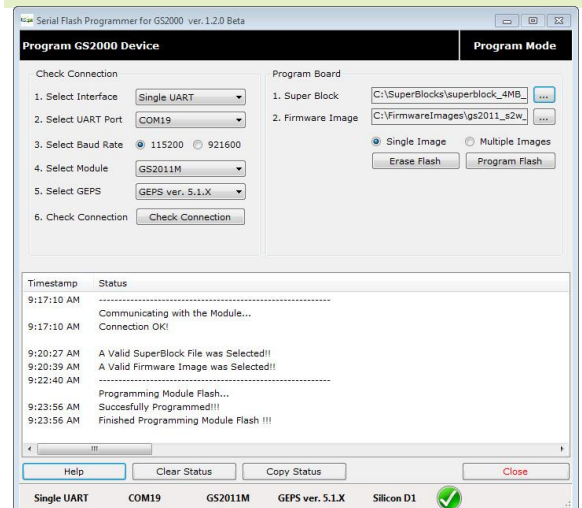 Serial Flash Programmer for GS2000 ver. 1.2.0 Beta
Program GS2000 Device
Program Mode
Check Connection
1. Select Interface
Single UART
2. Select UART Port
COM19
3. Select Baud Rate
115200
921600
4. Select Module
GS2011M
5. Select GEPS
GEPS ver. 5.1.X
6. Check Connection
Check Connection
Program Board
1. Super Block
C:\SuperBlocks\superblock_4MB_
...
2. Firmware Image
C:\FirmwareImages\gs2011_s2w_
...
Single Image
Multiple Images
Erase Flash
Program Flash
Timestamp Status
9:17:10 AM -----------------------------------------------------------
Communicating with the Module...
9:17:10 AM Connection OK!
9:20:27 AM A Valid SuperBlock File was Selected!!
9:20:39 AM A Valid Firmware Image was Selected!!
9:22:40 AM -----------------------------------------------------------
Programming Module Flash...
9:23:56 AM Succesfully Programmed!!!
9:23:56 AM Finished Programming Module Flash !!!
Help
Clear Status
Copy Status
Close
Single UART COM19 GS2011M GEPS ver. 5.1.X Silicon D1